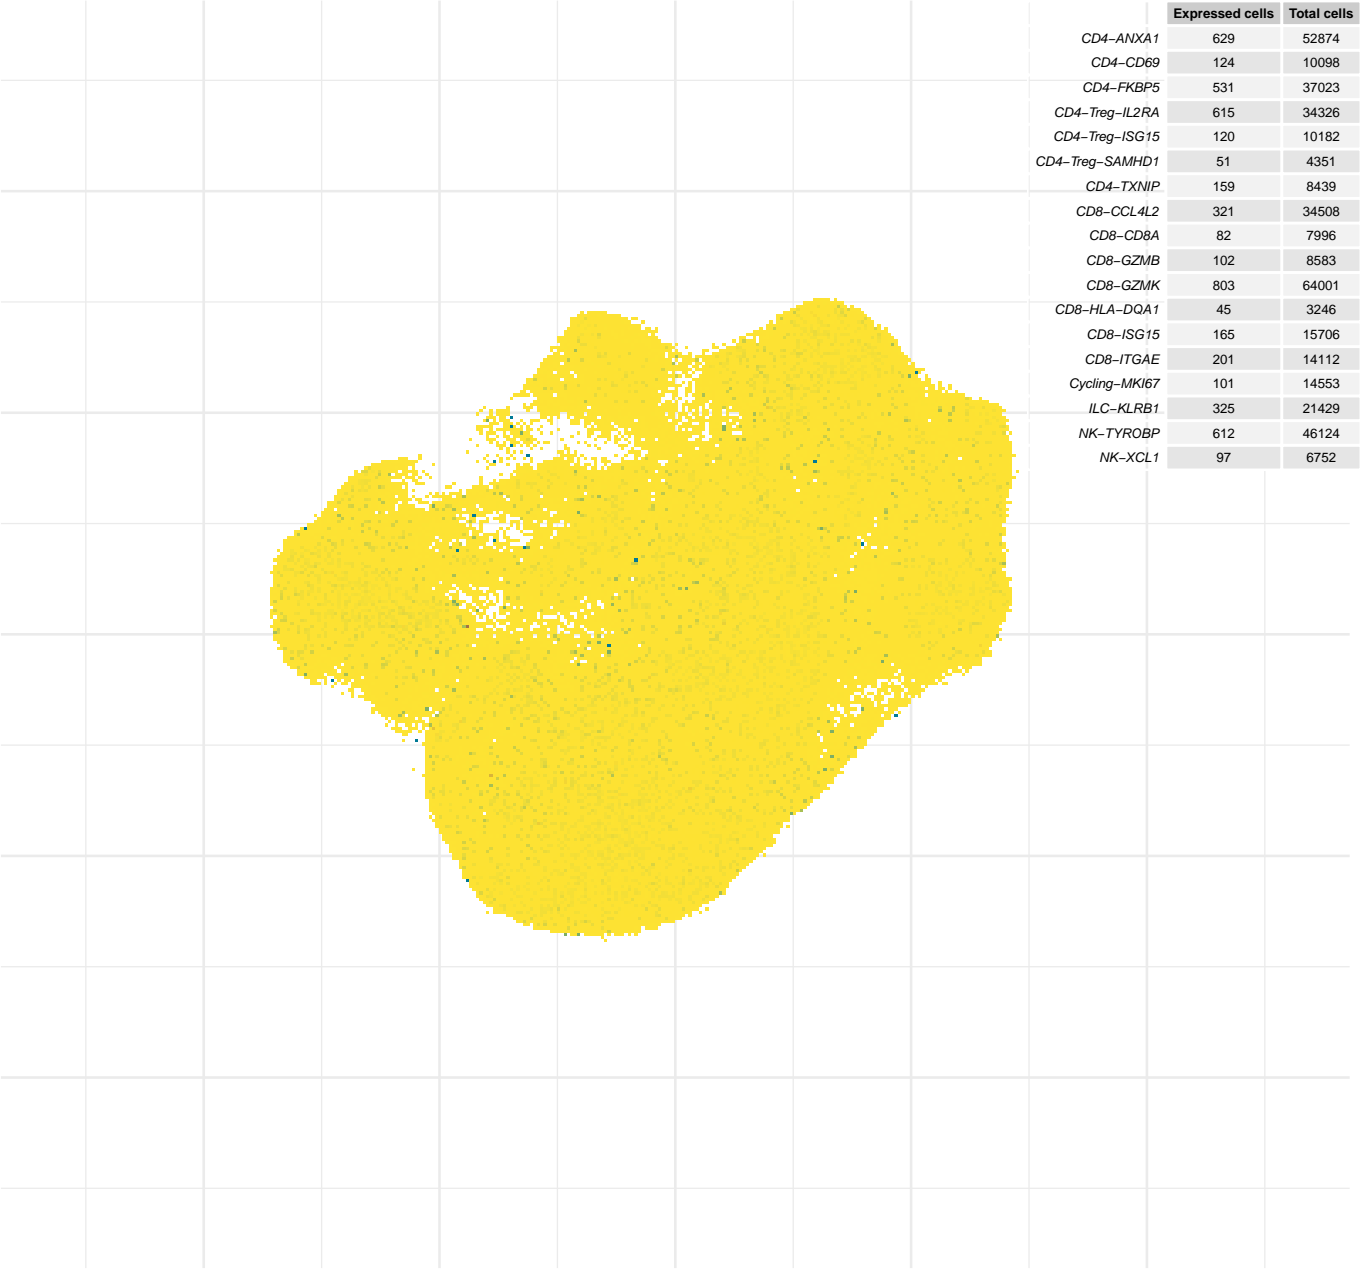 Expressed cells Total cells
CD4−ANXA1 629 52874
CD4−CD69 124 10098
CD4−FKBP5 531 37023
CD4−Treg−IL2RA 615 34326
CD4−Treg−ISG15 120 10182
CD4−Treg−SAMHD1 51 4351
CD4−TXNIP 159 8439
CD8−CCL4L2 321 34508
CD8−CD8A 82 7996
CD8−GZMB 102 8583
CD8−GZMK 803 64001
CD8−HLA−DQA1 45 3246
CD8−ISG15 165 15706
CD8−ITGAE 201 14112
Cycling−MKI67 101 14553
ILC−KLRB1 325 21429
NK−TYROBP 612 46124
NK−XCL1 97 6752